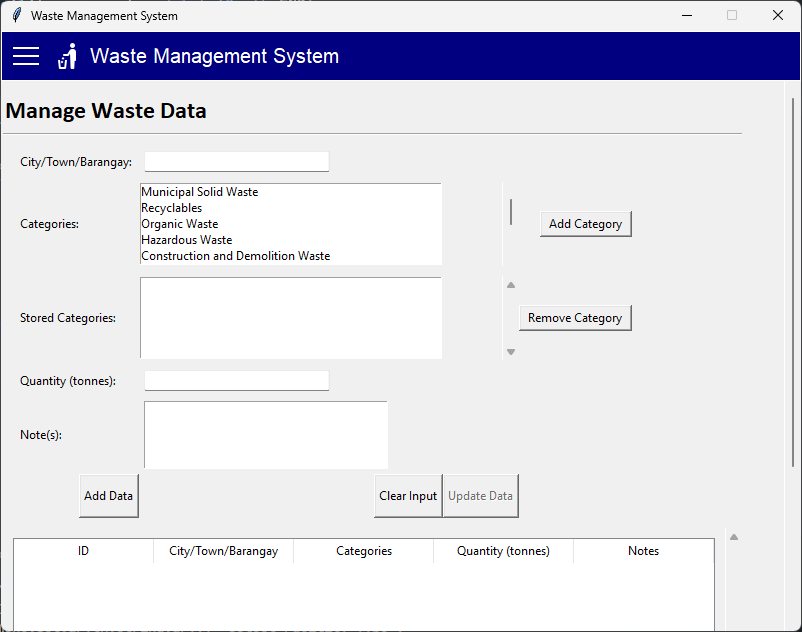 Waste Management System
Waste Management System
Manage Waste Data
City/Town/Barangay:
Categories:
Municipal Solid Waste
Recyclables
Organic Waste
Hazardous Waste
Construction and Demolition Waste
Add Category
Stored Categories:
Remove Category
Quantity (tonnes):
Note(s):
Add Data Clear Input Update Data
ID City/Town/Barangay Categories Quantity (tonnes) Notes